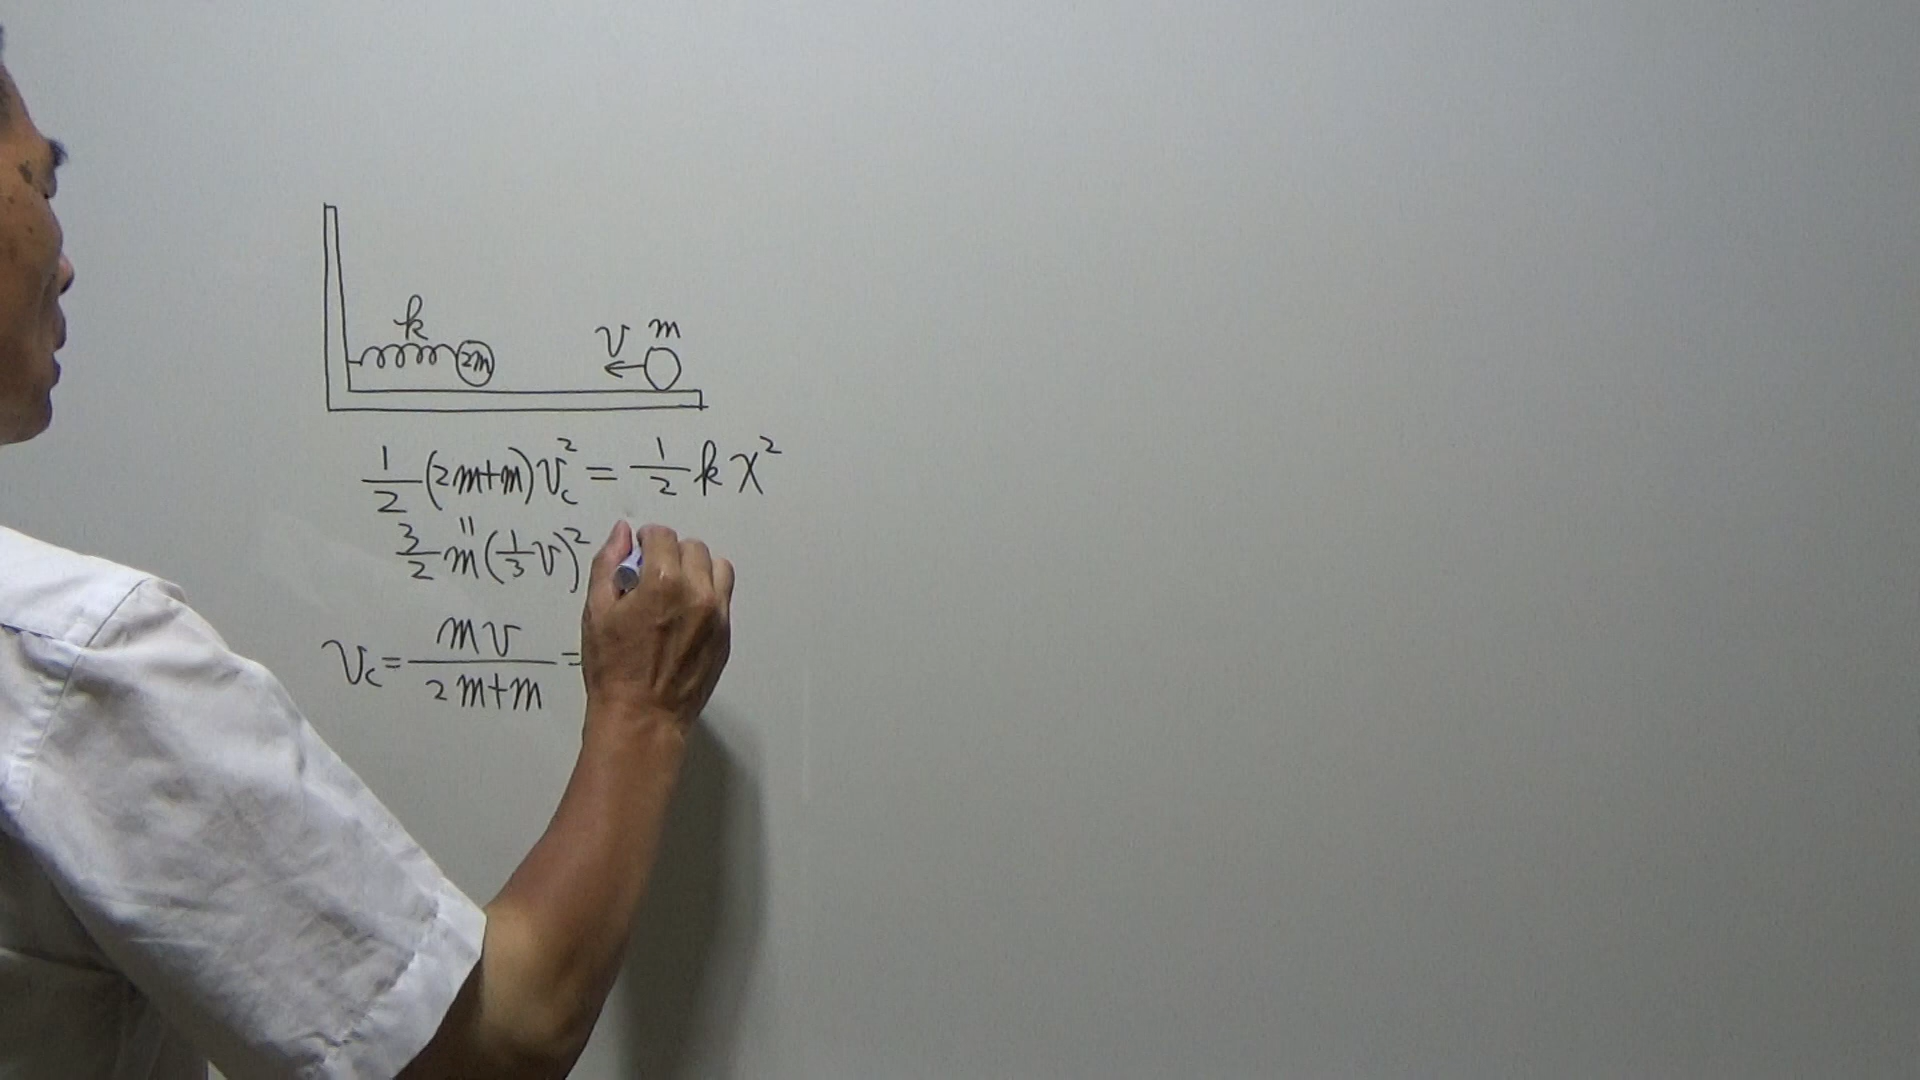 k
2m
v m
1/2 (2m+m)v_c^2 = 1/2 k x^2
"
3/2 m(1/3 v)^2
v_c = mv/2m+m =